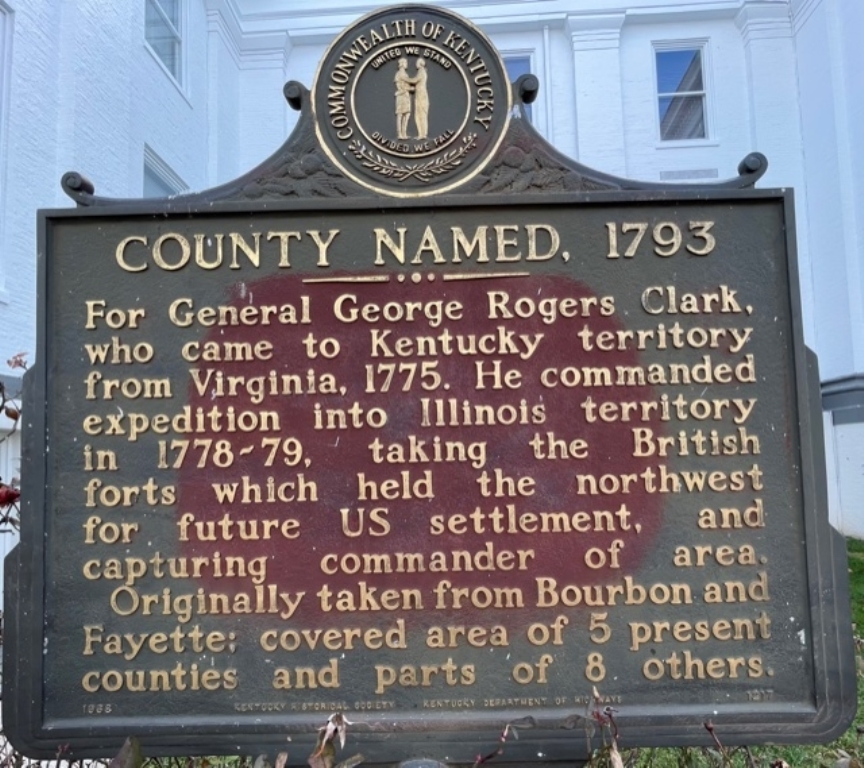 COMMONWEALTH OF KENTUCKY
UNITED WE STAND
DIVIDED WE FALL
COUNTY NAMED, 1793
For General George Rogers Clark,
who came to Kentucky territory
from Virginia, 1775. He commanded
expedition into Illinois territory
in 1778-79, taking the British
forts which held the northwest
for future US settlement, and
capturing commander of area.
Originally taken from Bourbon and
Fayette: covered area of 5 present
counties and parts of 8 others.
1968 KENTUCKY HISTORICAL SOCIETY KENTUCKY DEPARTMENT OF HIGHWAYS 1217